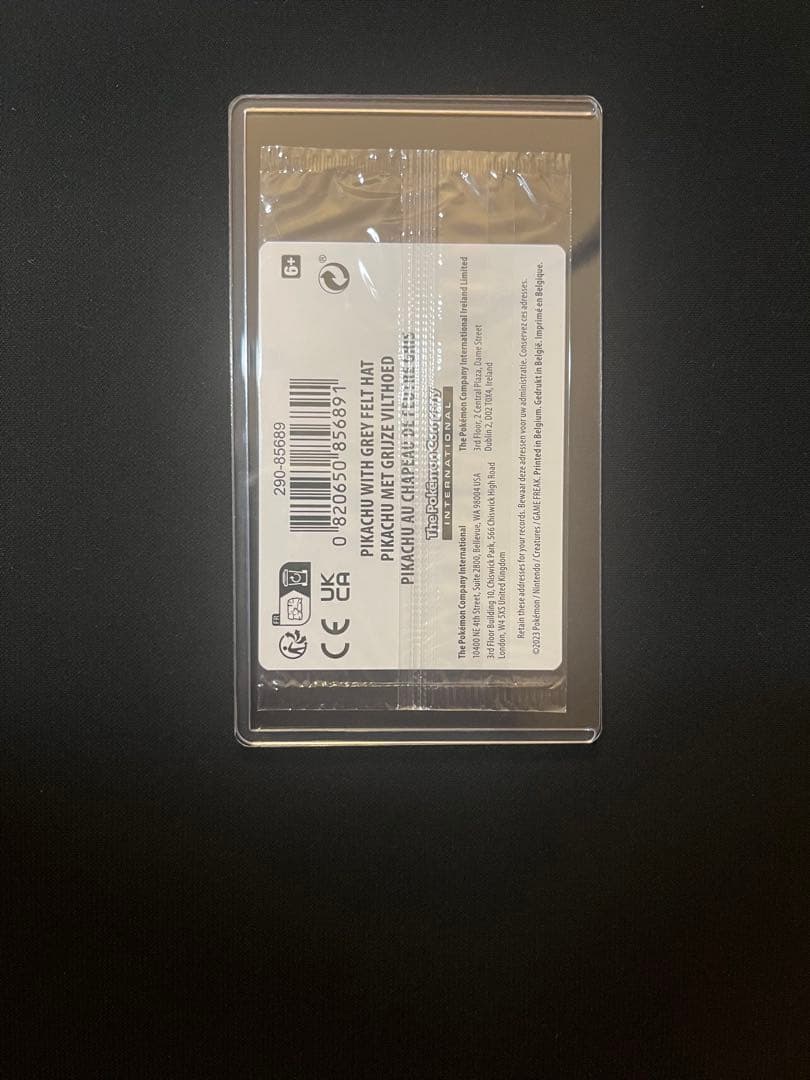 FR
CE
UK
CA
290-85689
0 820650 856891
6+
®
PIKACHU WITH GREY FELT HAT
PIKACHU MET GRIJZE VILTHOED
PIKACHU AU CHAPEAU DE FEUTRE GRIS
The Pokémon Company
INTERNATIONAL
The Pokémon Company International
10400 NE 4th Street, Suite 2800, Bellevue, WA 98004 USA
3rd Floor Building 10, Chiswick Park, 566 Chiswick High Road
London, W4 5XS United Kingdom
The Pokémon Company International Ireland Limited
3rd Floor, 2 Central Plaza, Dame Street
Dublin 2, D02 T0X4, Ireland
Retain these addresses for your records. Bewaar deze adressen voor uw administratie. Conservez ces adresses.
©2023 Pokémon / Nintendo / Creatures / GAME FREAK. Printed in Belgium. Gedrukt in België. Imprimé en Belgique.